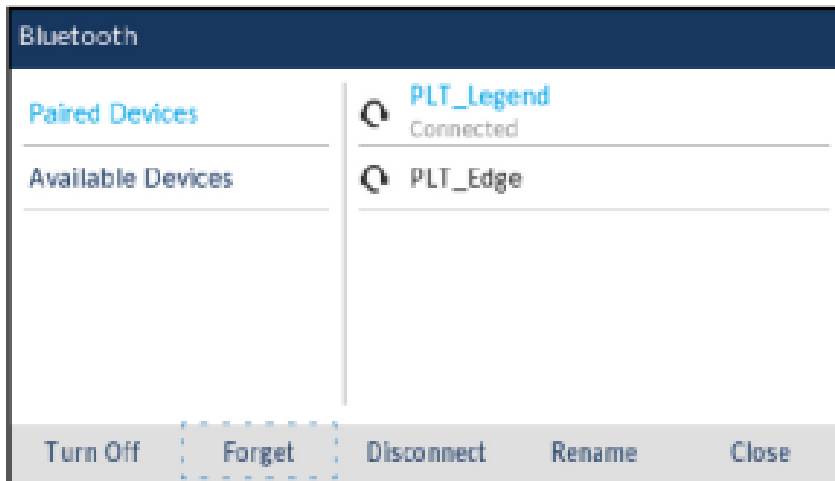 Bluetooth
Paired Devices
Available Devices
PLT_Legend
Connected
PLT_Edge
Turn Off Forget Disconnect Rename Close